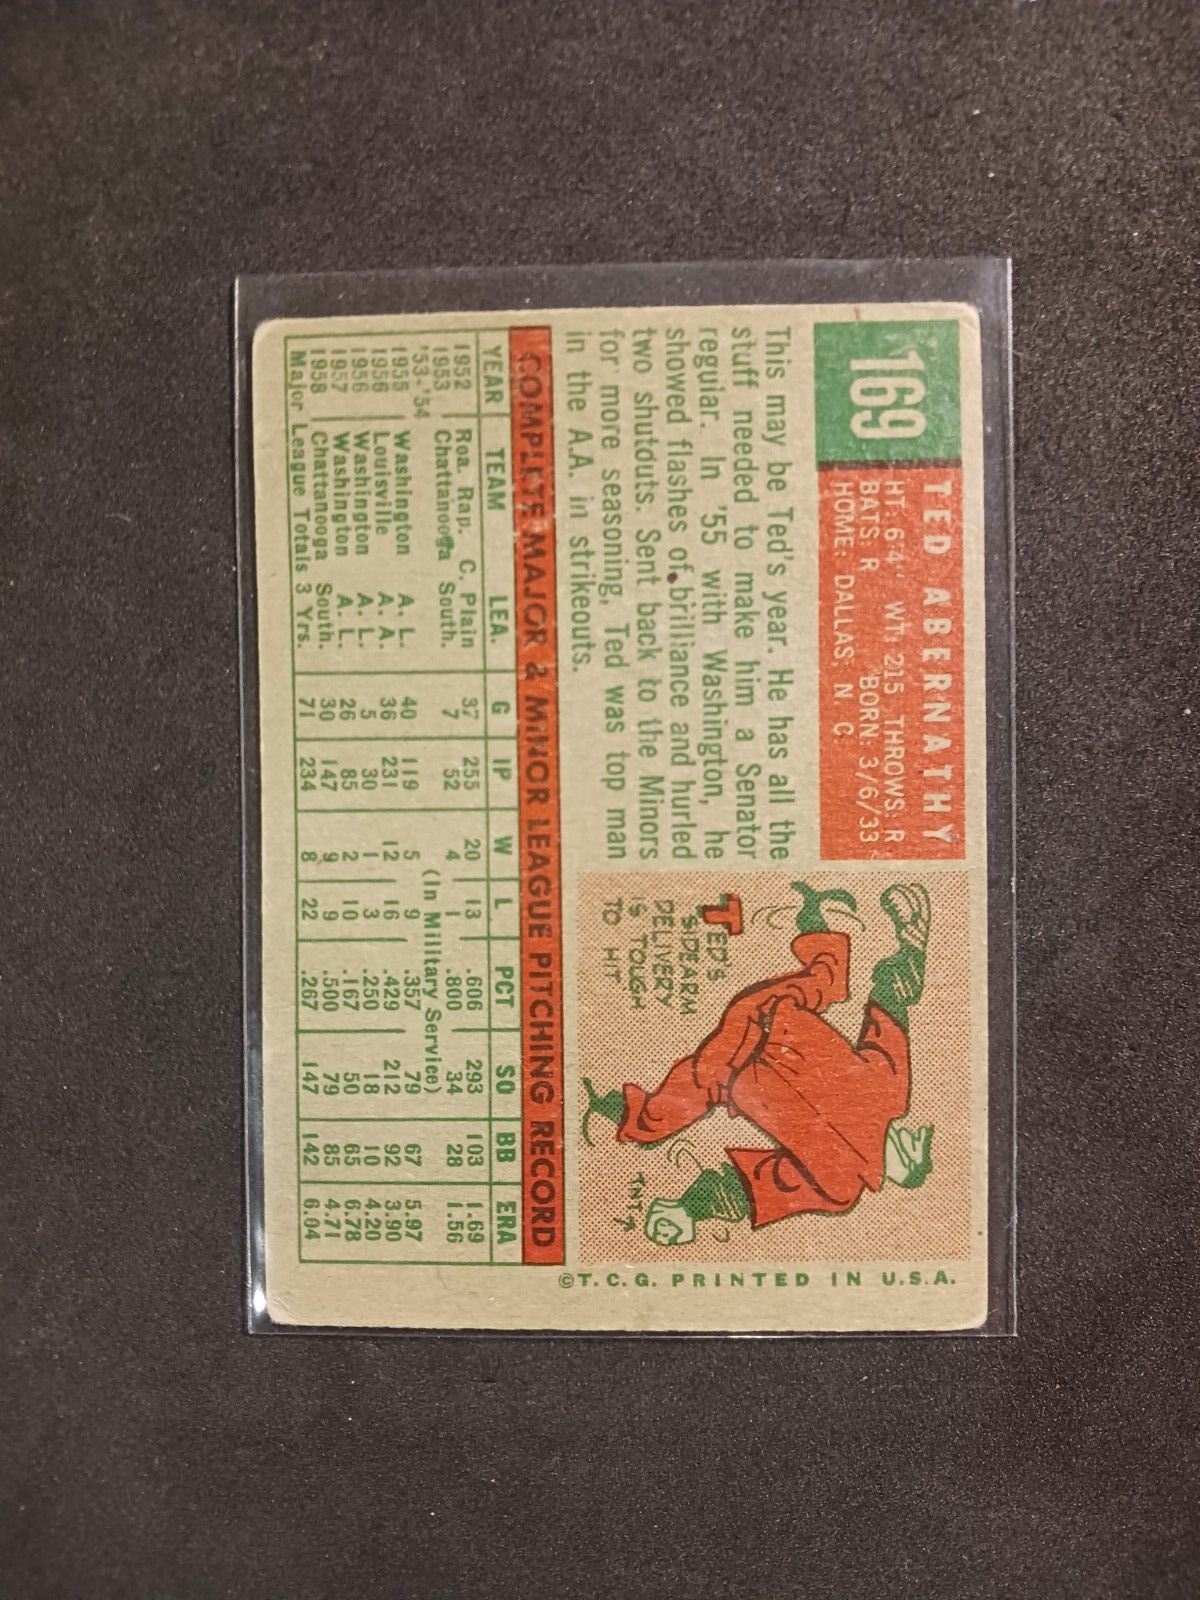 169
TED ABERNATHY
HT: 6'4" WT: 215 THROWS: R
BATS: R BORN: 3/6/33
HOME: DALLAS, N. C
This may be Ted's year. He has all the
stuff needed to make him a Senator
regular. In '55 with Washington, he
showed flashes of brilliance and hurled
two shutouts. Sent back to the Minors
for more seasoning, Ted was top man
in the A.A. in strikeouts.
TED'S
SIDEARM
DELIVERY
IS TOUGH
TO HIT
TNT
©T.C.G. PRINTED IN U.S.A.
COMPLETE MAJOR & MINOR LEAGUE PITCHING RECORD
YEAR TEAM LEA. G IP W L PCT SO BB ERA
1952 Roa. Rap. C. Plain 37 255 20 13 .606 293 103 1.69
1953 Chattanooga South. 7 52 4 1 .800 34 28 1.56
'53-'54 (In Military Service)
1955 Washington A. L. 40 119 5 9 .357 79 67 5.97
1956 Louisville A. A. 36 231 12 16 .429 212 92 3.90
1956 Washington A. L. 5 30 1 3 .250 18 10 4.20
1957 Washington A. L. 26 85 2 10 .167 50 65 6.78
1958 Chattanooga South. 30 147 9 9 .500 79 85 4.71
Major League Totals 3 Yrs. 71 234 8 22 .267 147 142 6.04